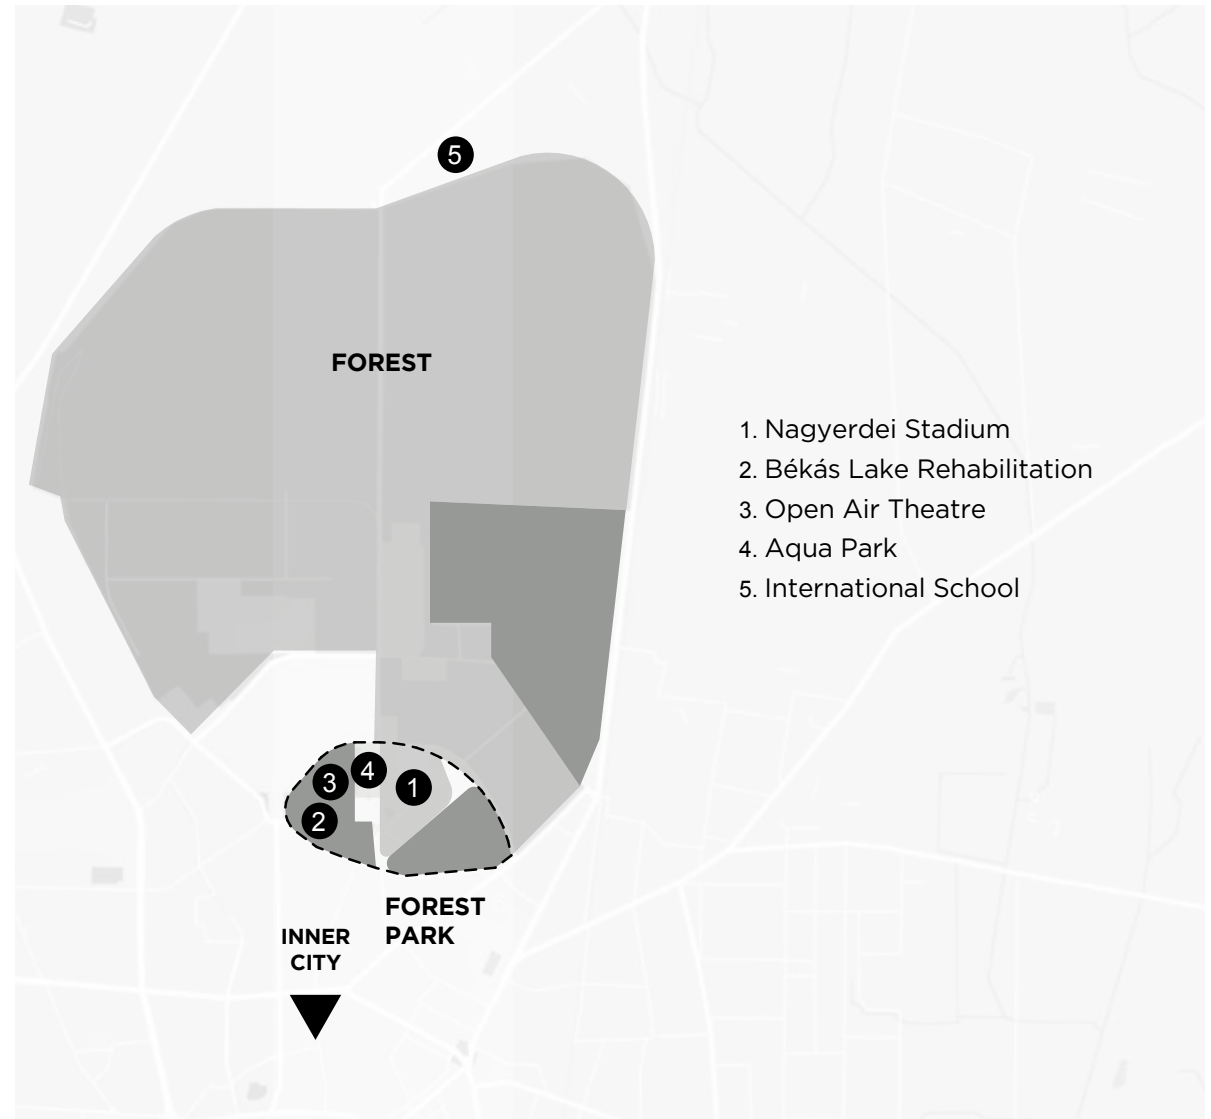 5
FOREST
1. Nagyerdei Stadium
2. Békás Lake Rehabilitation
3. Open Air Theatre
4. Aqua Park
5. International School
4
3
1
2
FOREST
PARK
INNER
CITY